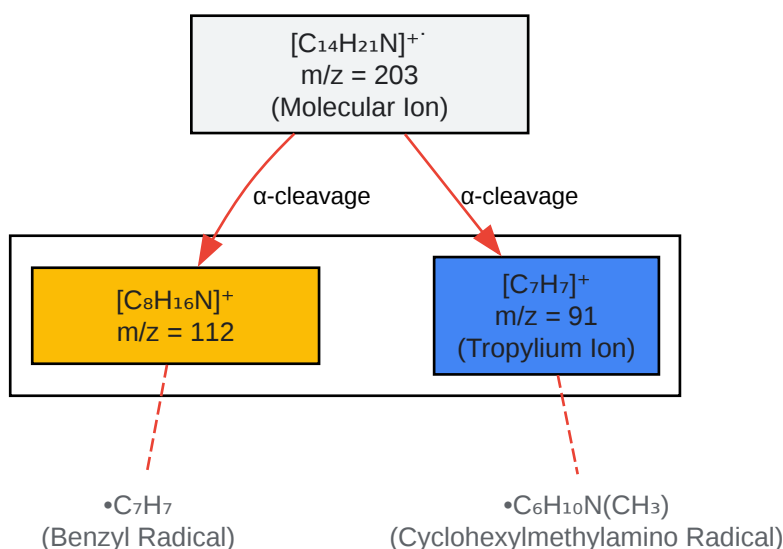 [C₁₄H₂₁N]⁺˙
m/z = 203
(Molecular Ion)
α-cleavage
α-cleavage
[C₈H₁₆N]⁺
m/z = 112
[C₇H₇]⁺
m/z = 91
(Tropylium Ion)
•C₇H₇
(Benzyl Radical)
•C₆H₁₀N(CH₃)
(Cyclohexylmethylamino Radical)